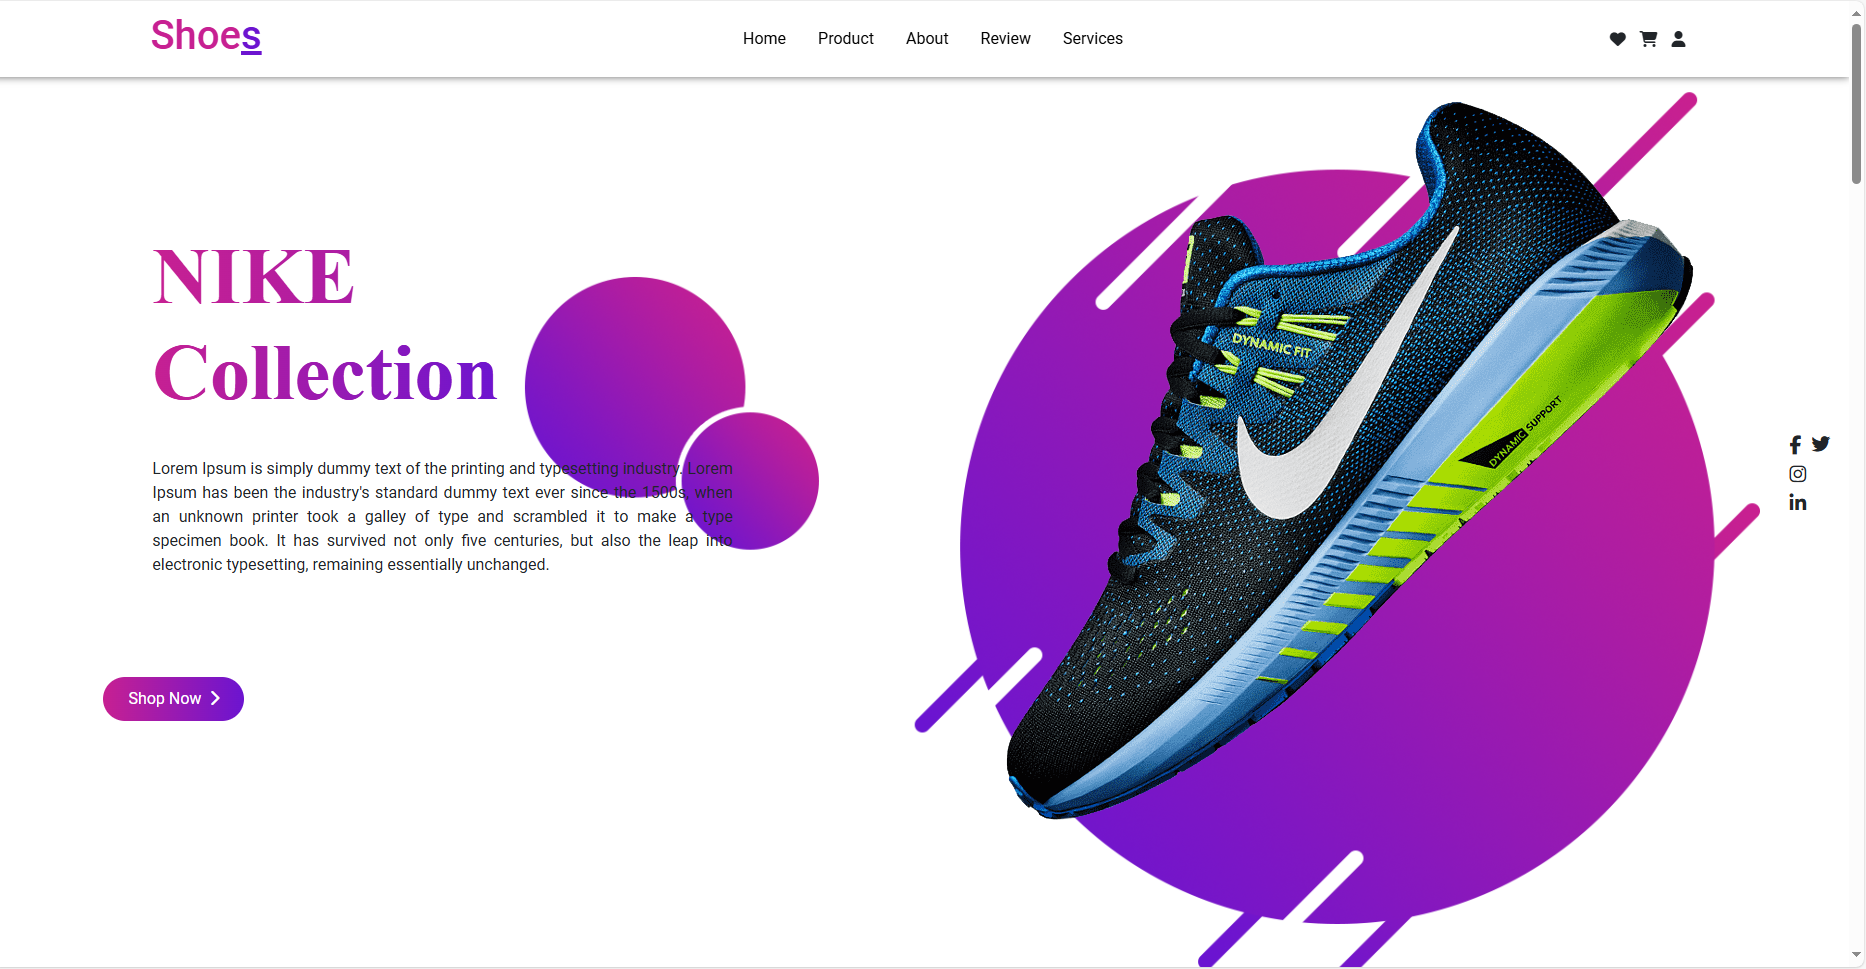 Shoes
Home Product About Review Services
NIKE
Collection
Lorem Ipsum is simply dummy text of the printing and typesetting industry. Lorem
Ipsum has been the industry's standard dummy text ever since the 1500s, when
an unknown printer took a galley of type and scrambled it to make a type
specimen book. It has survived not only five centuries, but also the leap into
electronic typesetting, remaining essentially unchanged.
Shop Now
DYNAMIC FIT
DYNAMIC SUPPORT